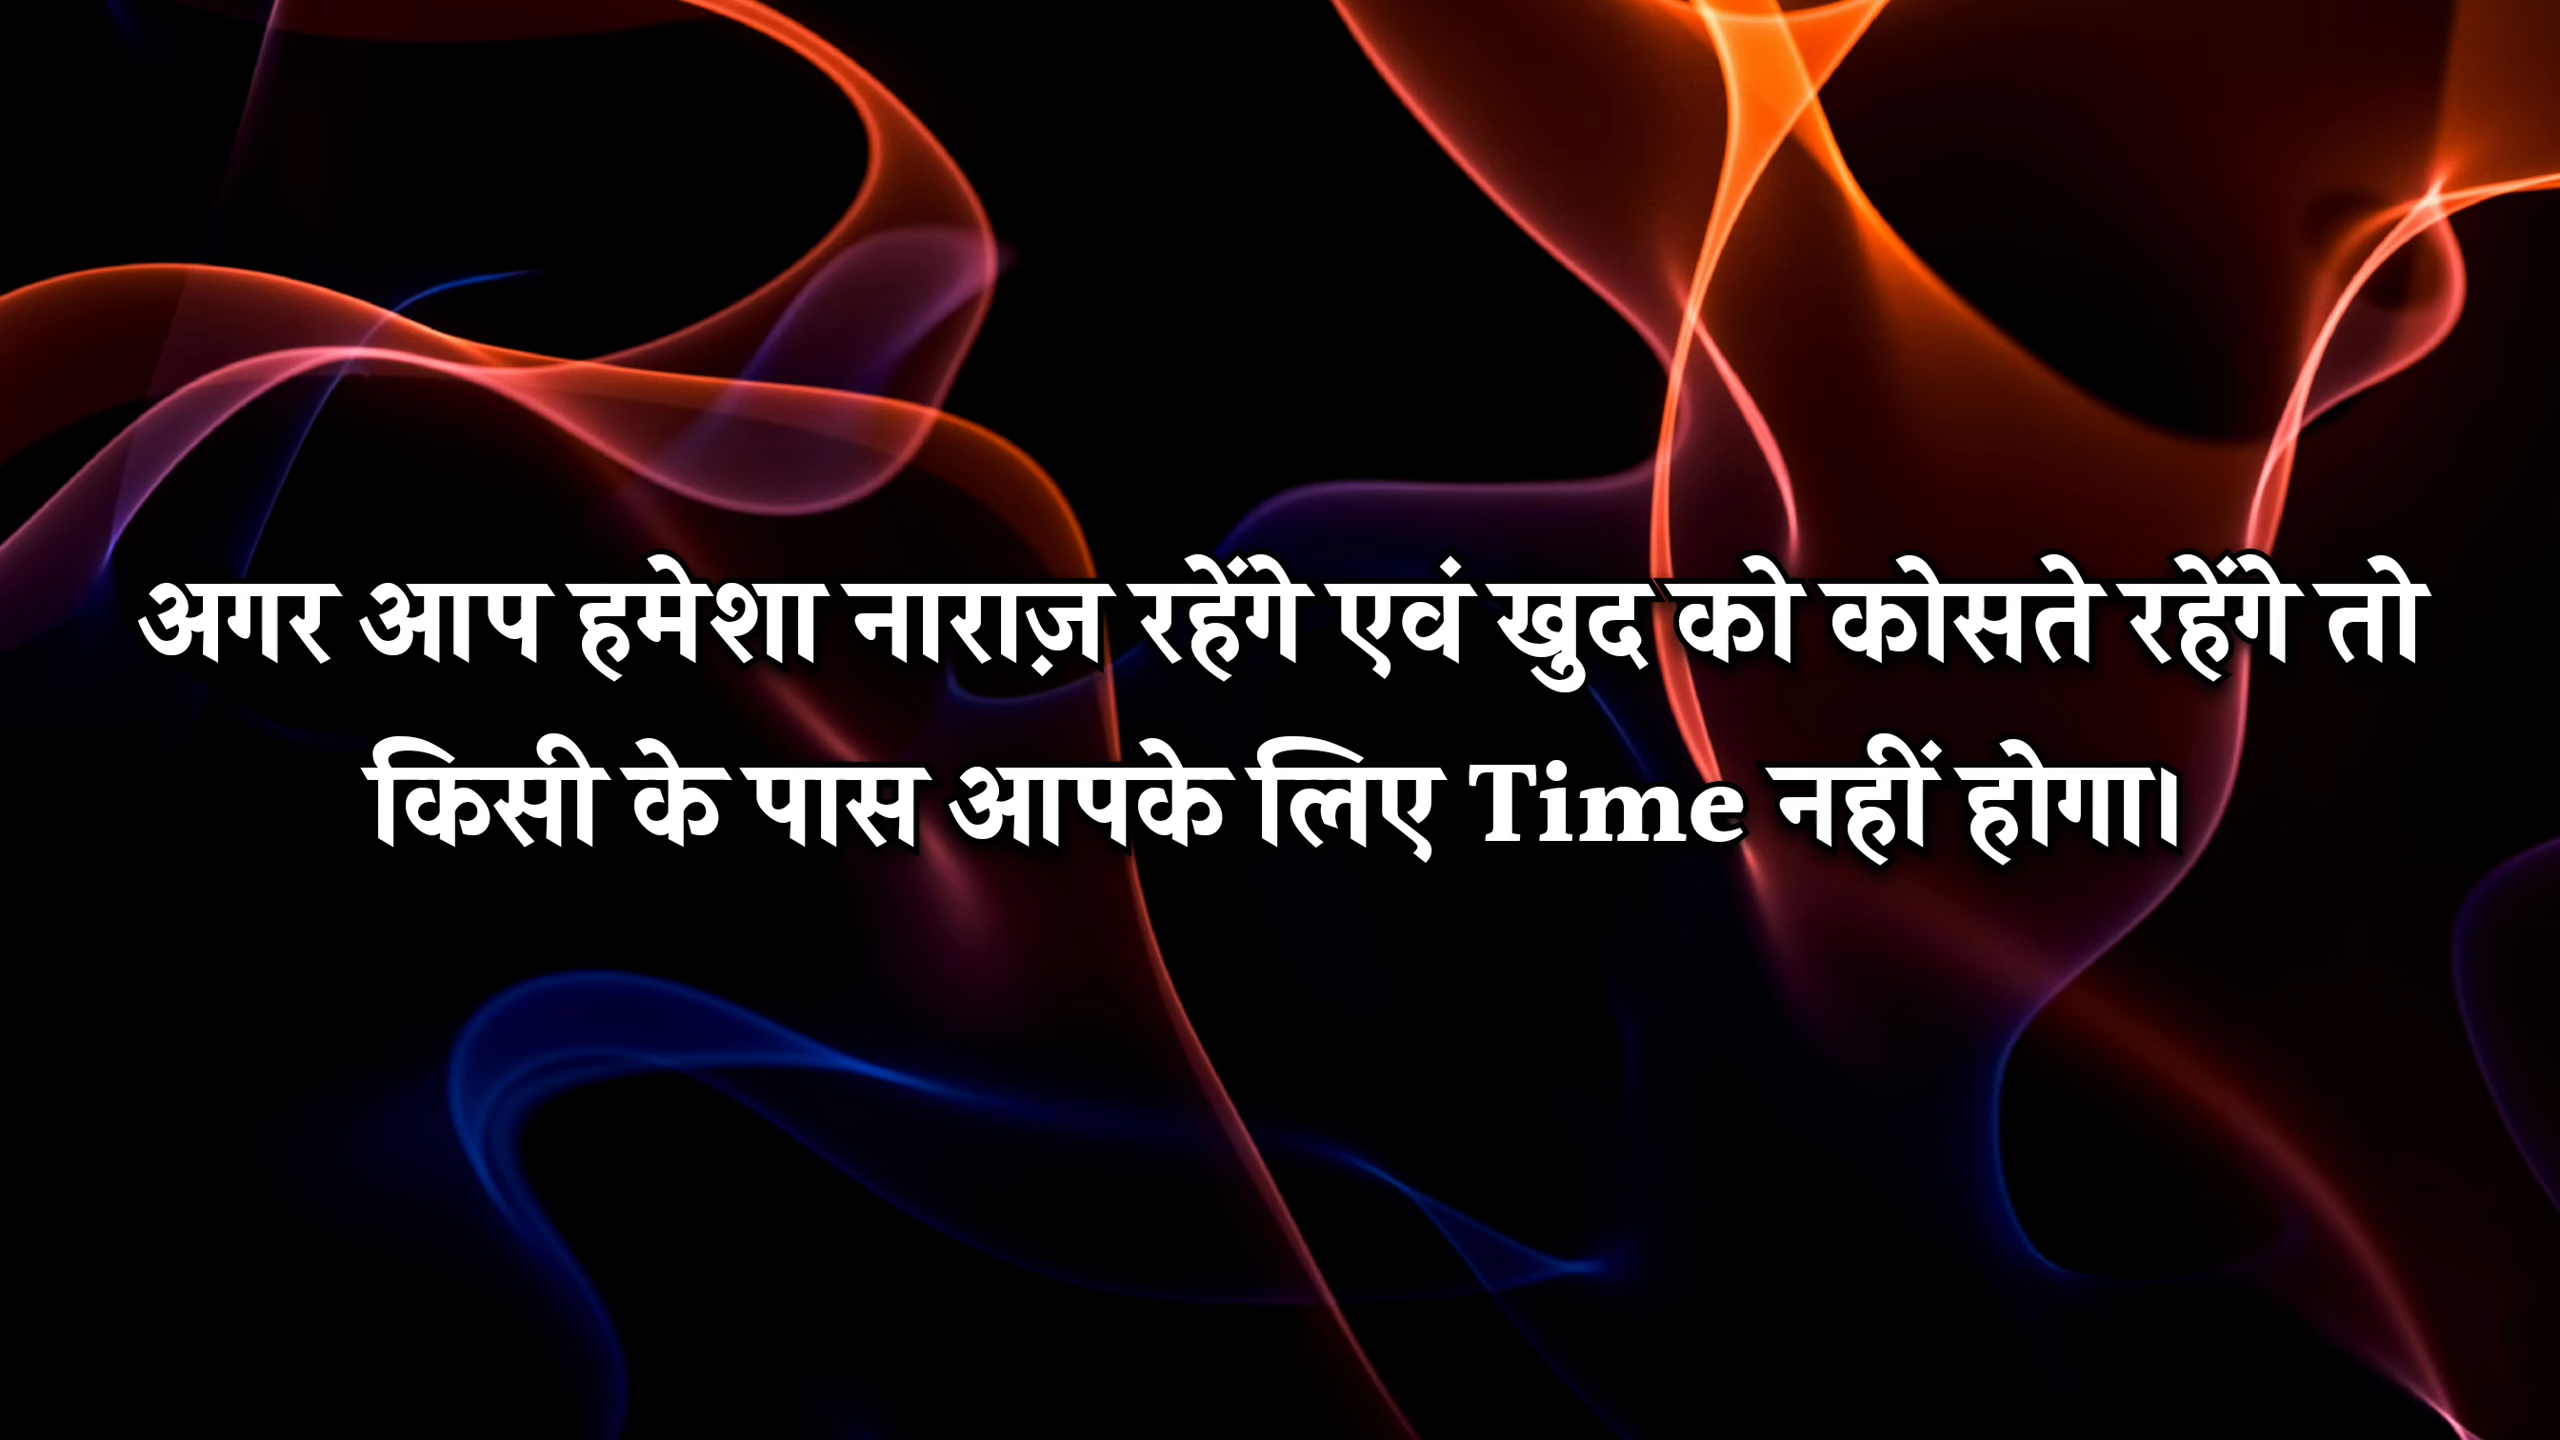 अगर आप हमेशा नाराज़ रहेंगे एवं खुद को कोसते रहेंगे तो
किसी के पास आपके लिए Time नहीं होगा।